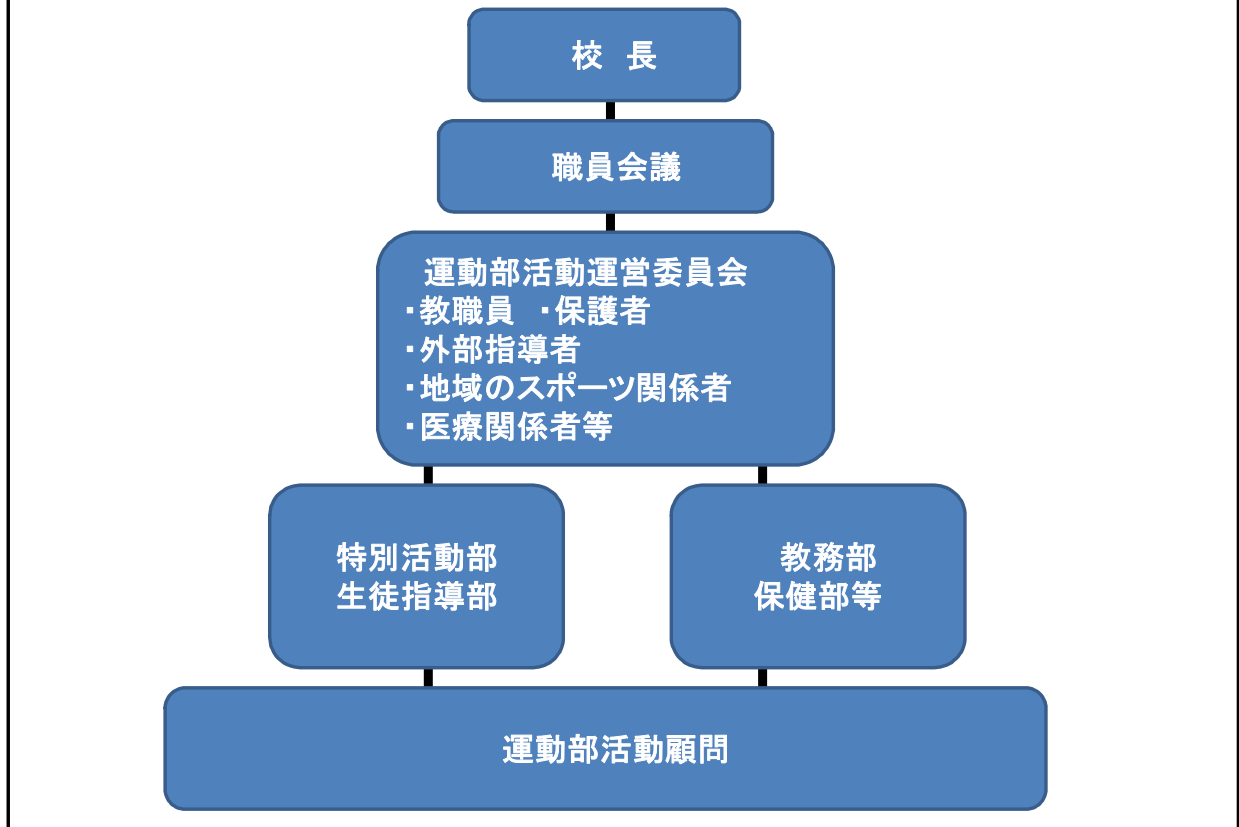 校　長
職員会議
運動部活動運営委員会
・教職員　・保護者
・外部指導者
・地域のスポーツ関係者
・医療関係者等
特別活動部
生徒指導部
教務部
保健部等
運動部活動顧問